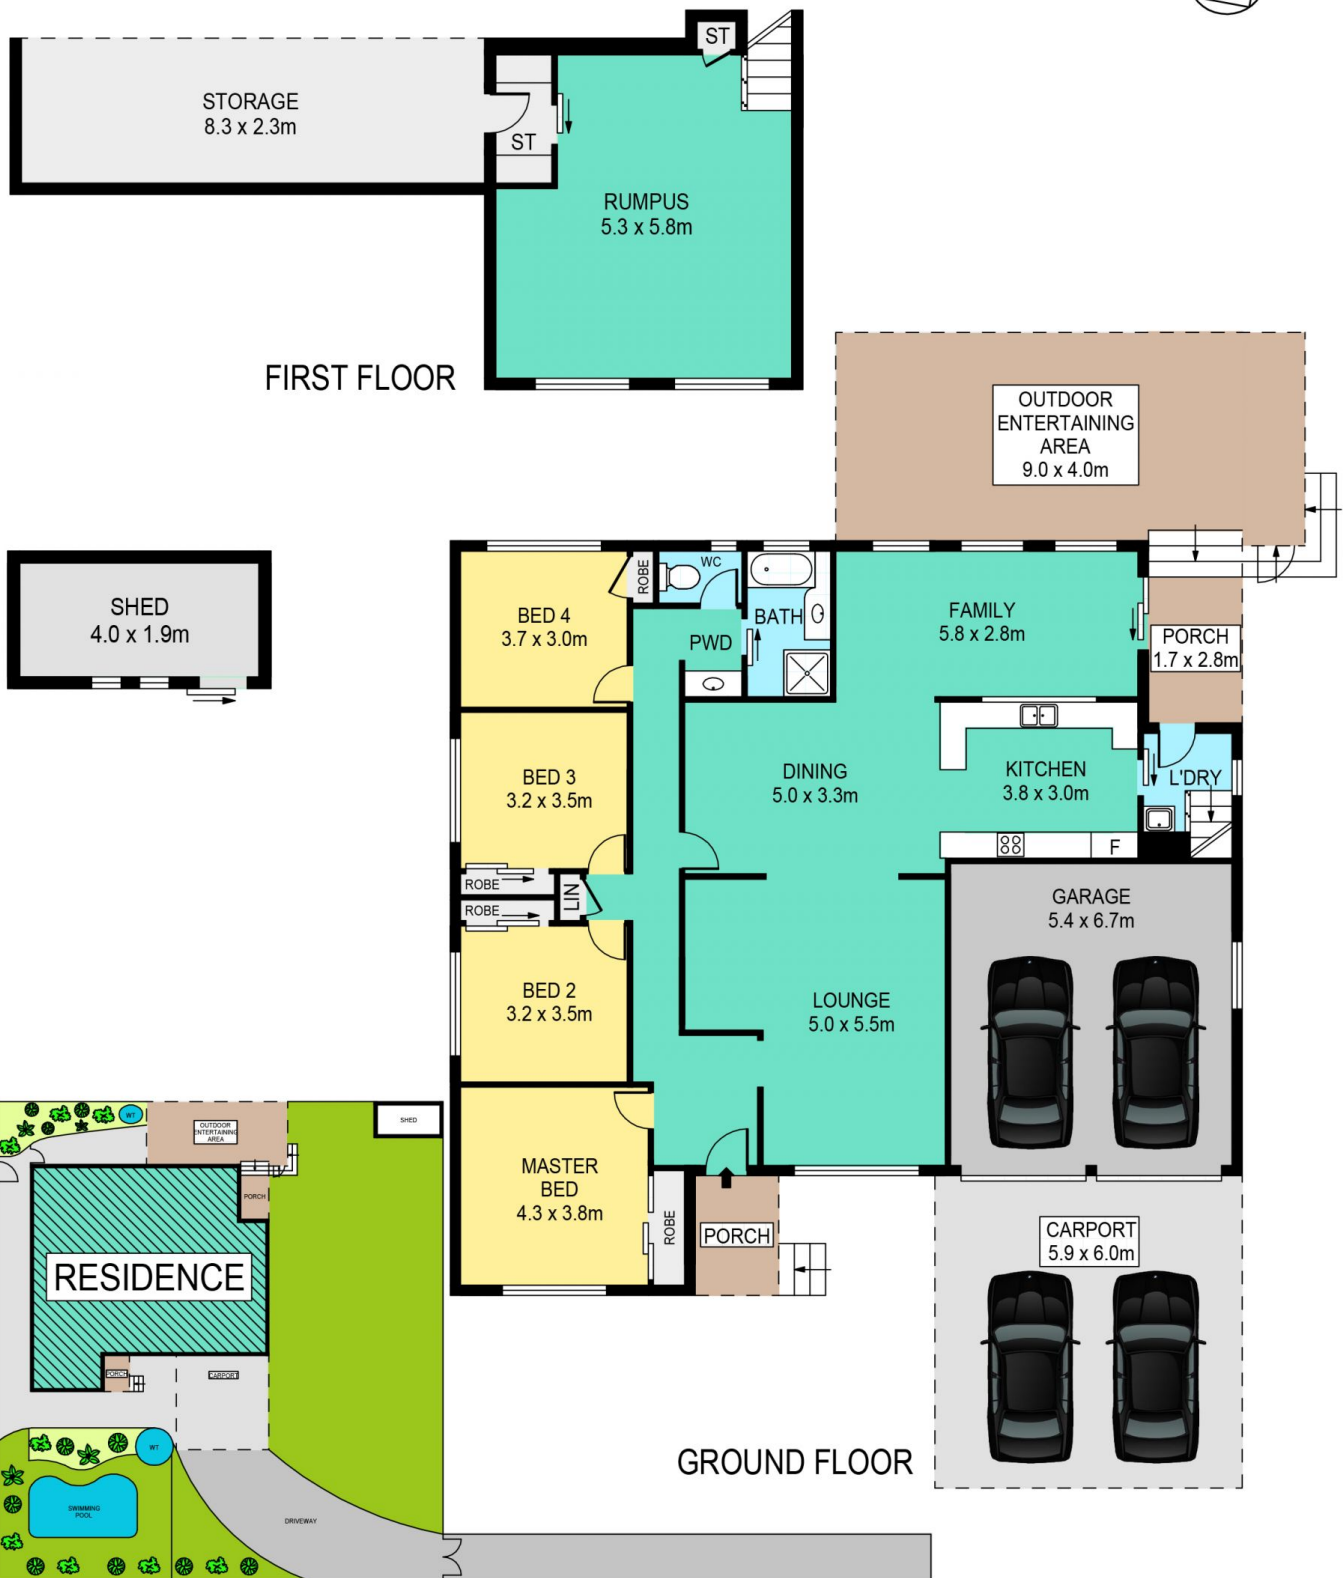 ST
STORAGE
8.3 x 2.3m
ST
RUMPUS
5.3 x 5.8m
FIRST FLOOR
OUTDOOR
ENTERTAINING
AREA
9.0 x 4.0m
SHED
4.0 x 1.9m
BED 4
3.7 x 3.0m
ROBE
WC
BATH
PWD
FAMILY
5.8 x 2.8m
PORCH
1.7 x 2.8m
BED 3
3.2 x 3.5m
DINING
5.0 x 3.3m
KITCHEN
3.8 x 3.0m
L'DRY
F
ROBE
LIN
ROBE
GARAGE
5.4 x 6.7m
BED 2
3.2 x 3.5m
LOUNGE
5.0 x 5.5m
MASTER
BED
4.3 x 3.8m
ROBE
PORCH
CARPORT
5.9 x 6.0m
GROUND FLOOR
WT
OUTDOOR
ENTERTAINING
AREA
SHED
PORCH
RESIDENCE
PORCH
CARPORT
WT
SWIMMING
POOL
DRIVEWAY